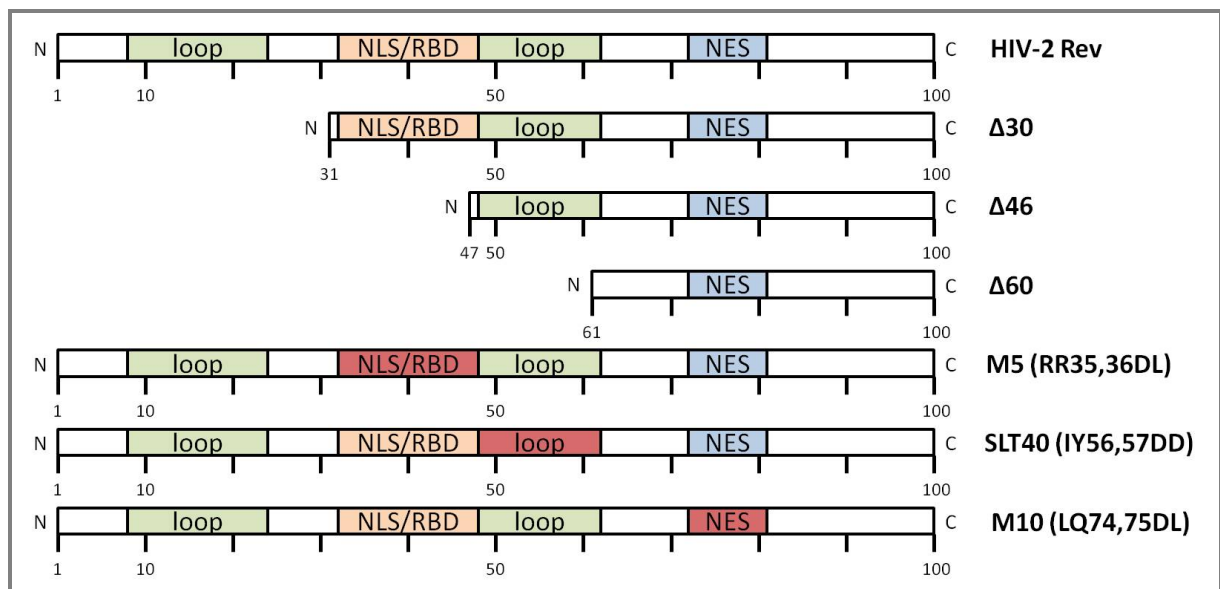 N loop NLS/RBD loop NES C HIV-2 Rev
1 10 50 100
N NLS/RBD loop NES C Δ30
31 50 100
N loop NES C Δ46
47 50 100
N NES C Δ60
61 100
N loop NLS/RBD loop NES C M5 (RR35,36DL)
1 10 50 100
N loop NLS/RBD loop NES C SLT40 (IY56,57DD)
1 10 50 100
N loop NLS/RBD loop NES C M10 (LQ74,75DL)
1 10 50 100